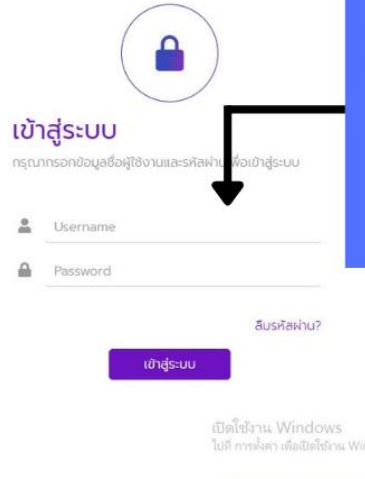 เข้าสู่ระบบ
กรุณากรอกข้อมูลชื่อผู้ใช้งานและรหัสผ่านเพื่อเข้าสู่ระบบ
Username
Password
ลืมรหัสผ่าน?
เข้าสู่ระบบ
เปิดใช้งาน Windows
ไปที่ การตั้งค่า เพื่อเปิดใช้งาน Wi